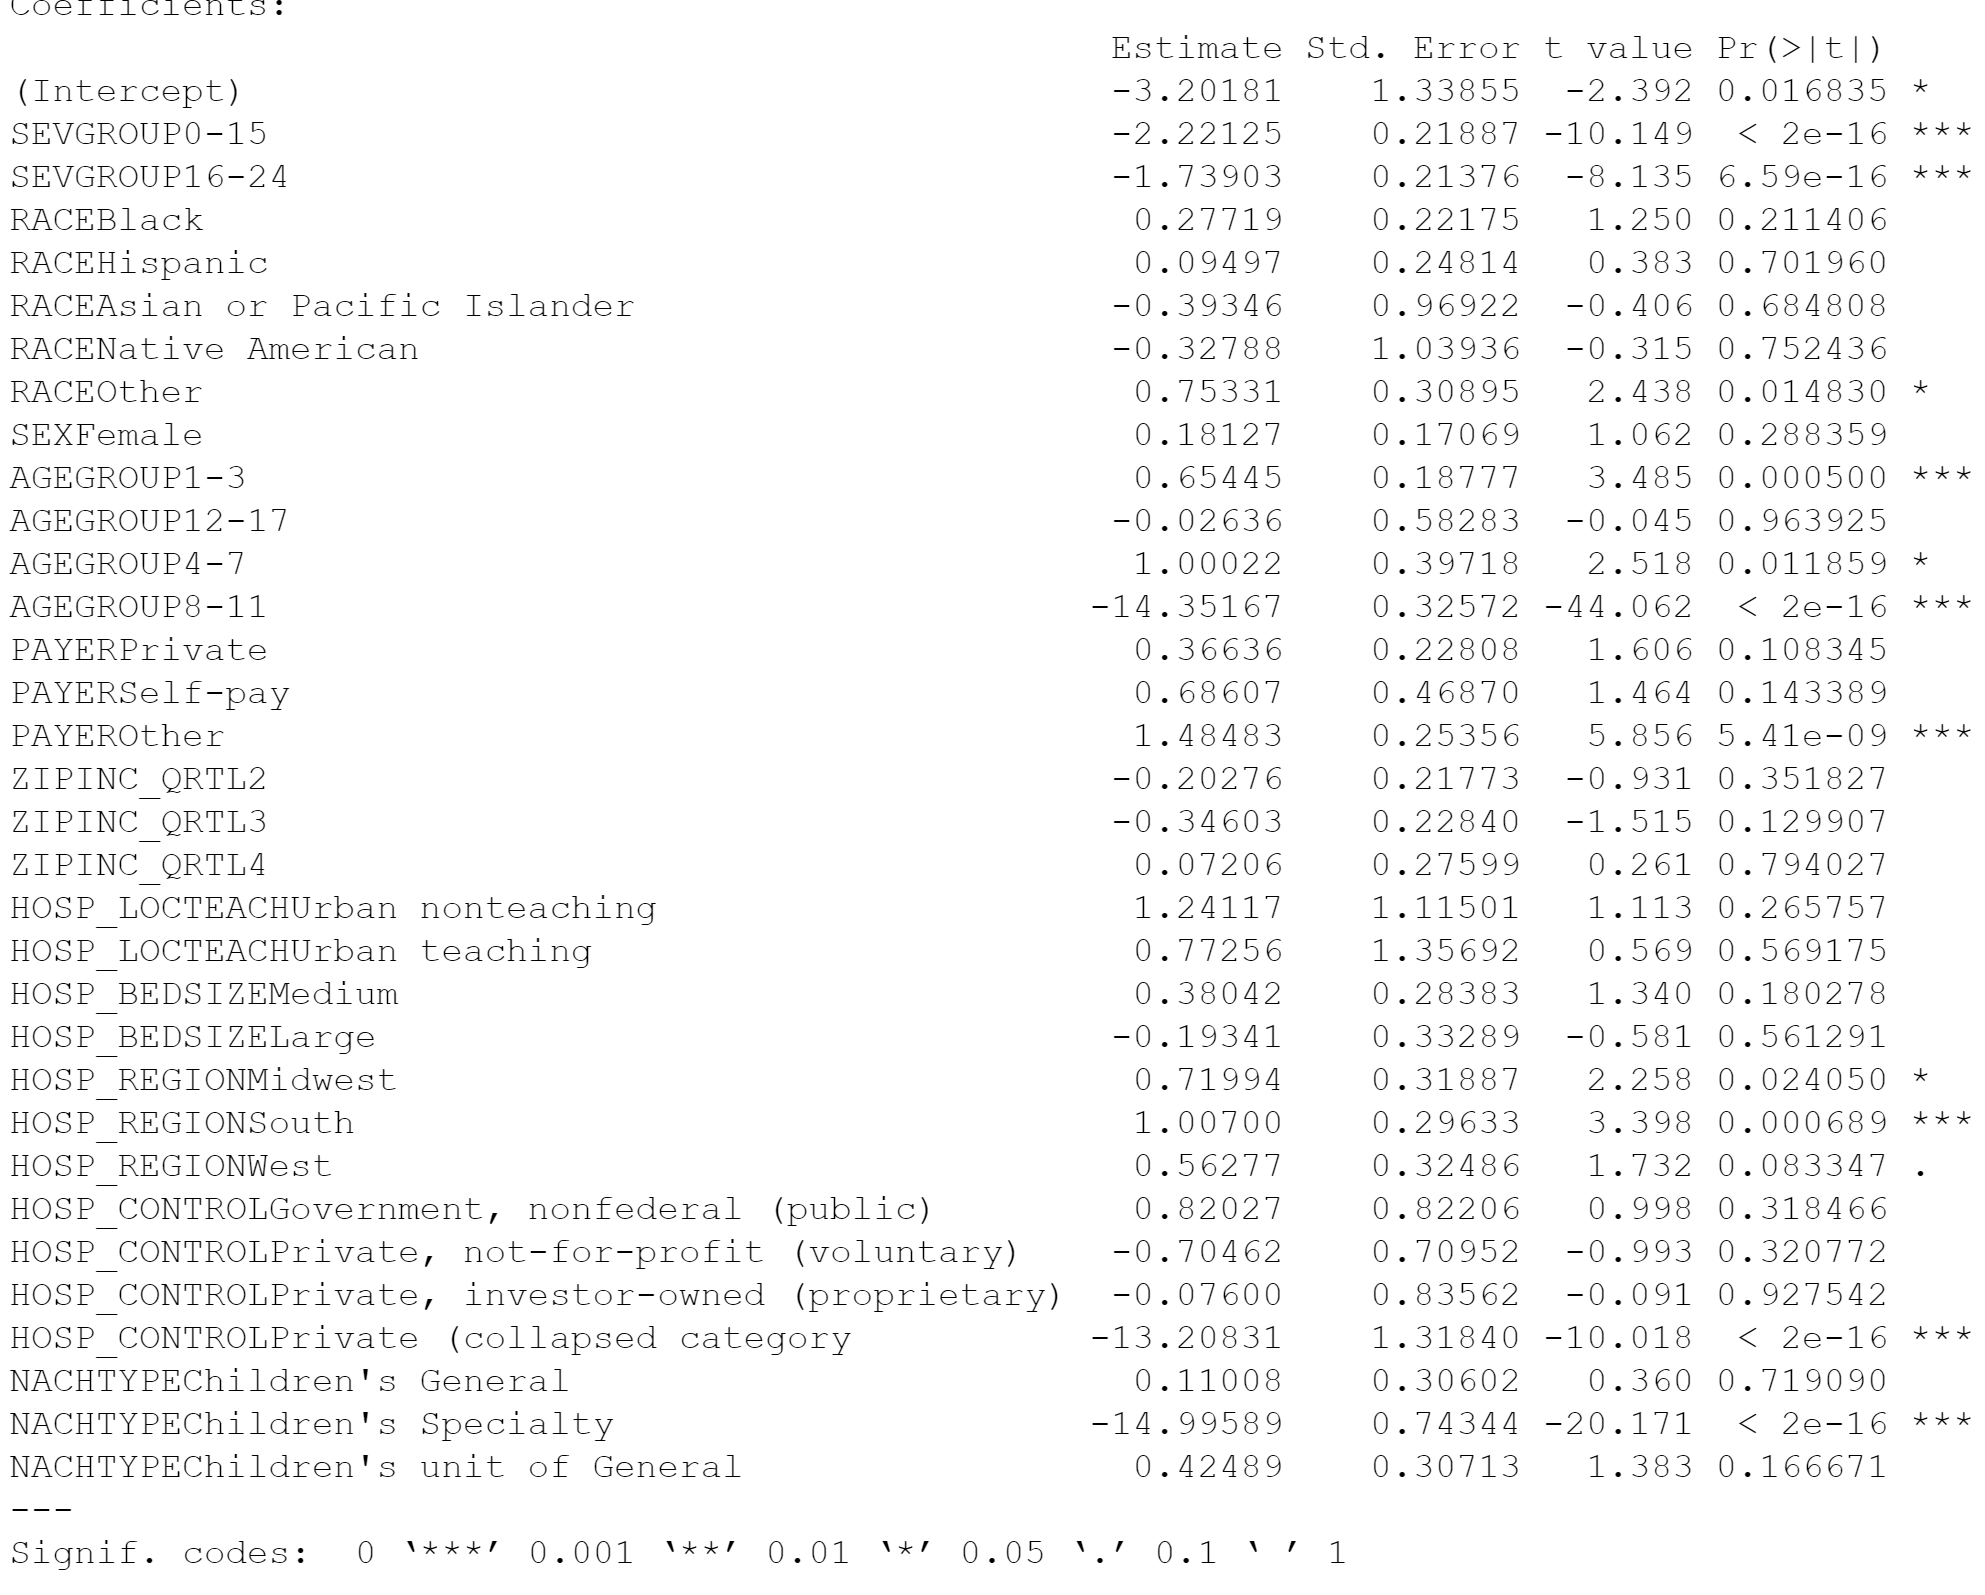 Coefficients:
Estimate Std. Error t value Pr(>|t|)
(Intercept) -3.20181 1.33855 -2.392 0.016835 *
SEVGROUP0-15 -2.22125 0.21887 -10.149 < 2e-16 ***
SEVGROUP16-24 -1.73903 0.21376 -8.135 6.59e-16 ***
RACEBlack 0.27719 0.22175 1.250 0.211406
RACEHispanic 0.09497 0.24814 0.383 0.701960
RACEAsian or Pacific Islander -0.39346 0.96922 -0.406 0.684808
RACENative American -0.32788 1.03936 -0.315 0.752436
RACEOther 0.75331 0.30895 2.438 0.014830 *
SEXFemale 0.18127 0.17069 1.062 0.288359
AGEGROUP1-3 0.65445 0.18777 3.485 0.000500 ***
AGEGROUP12-17 -0.02636 0.58283 -0.045 0.963925
AGEGROUP4-7 1.00022 0.39718 2.518 0.011859 *
AGEGROUP8-11 -14.35167 0.32572 -44.062 < 2e-16 ***
PAYERPrivate 0.36636 0.22808 1.606 0.108345
PAYERSelf-pay 0.68607 0.46870 1.464 0.143389
PAYEROther 1.48483 0.25356 5.856 5.41e-09 ***
ZIPINC_QRTL2 -0.20276 0.21773 -0.931 0.351827
ZIPINC_QRTL3 -0.34603 0.22840 -1.515 0.129907
ZIPINC_QRTL4 0.07206 0.27599 0.261 0.794027
HOSP_LOCTEACHUrban nonteaching 1.24117 1.11501 1.113 0.265757
HOSP_LOCTEACHUrban teaching 0.77256 1.35692 0.569 0.569175
HOSP_BEDSIZEMedium 0.38042 0.28383 1.340 0.180278
HOSP_BEDSIZELarge -0.19341 0.33289 -0.581 0.561291
HOSP_REGIONMidwest 0.71994 0.31887 2.258 0.024050 *
HOSP_REGIONSouth 1.00700 0.29633 3.398 0.000689 ***
HOSP_REGIONWest 0.56277 0.32486 1.732 0.083347 .
HOSP_CONTROLGovernment, nonfederal (public) 0.82027 0.82206 0.998 0.318466
HOSP_CONTROLPrivate, not-for-profit (voluntary) -0.70462 0.70952 -0.993 0.320772
HOSP_CONTROLPrivate, investor-owned (proprietary) -0.07600 0.83562 -0.091 0.927542
HOSP_CONTROLPrivate (collapsed category -13.20831 1.31840 -10.018 < 2e-16 ***
NACHTYPEChildren's General 0.11008 0.30602 0.360 0.719090
NACHTYPEChildren's Specialty -14.99589 0.74344 -20.171 < 2e-16 ***
NACHTYPEChildren's unit of General 0.42489 0.30713 1.383 0.166671
---
Signif. codes: 0 ‘***’ 0.001 ‘**’ 0.01 ‘*’ 0.05 ‘.’ 0.1 ‘ ’ 1